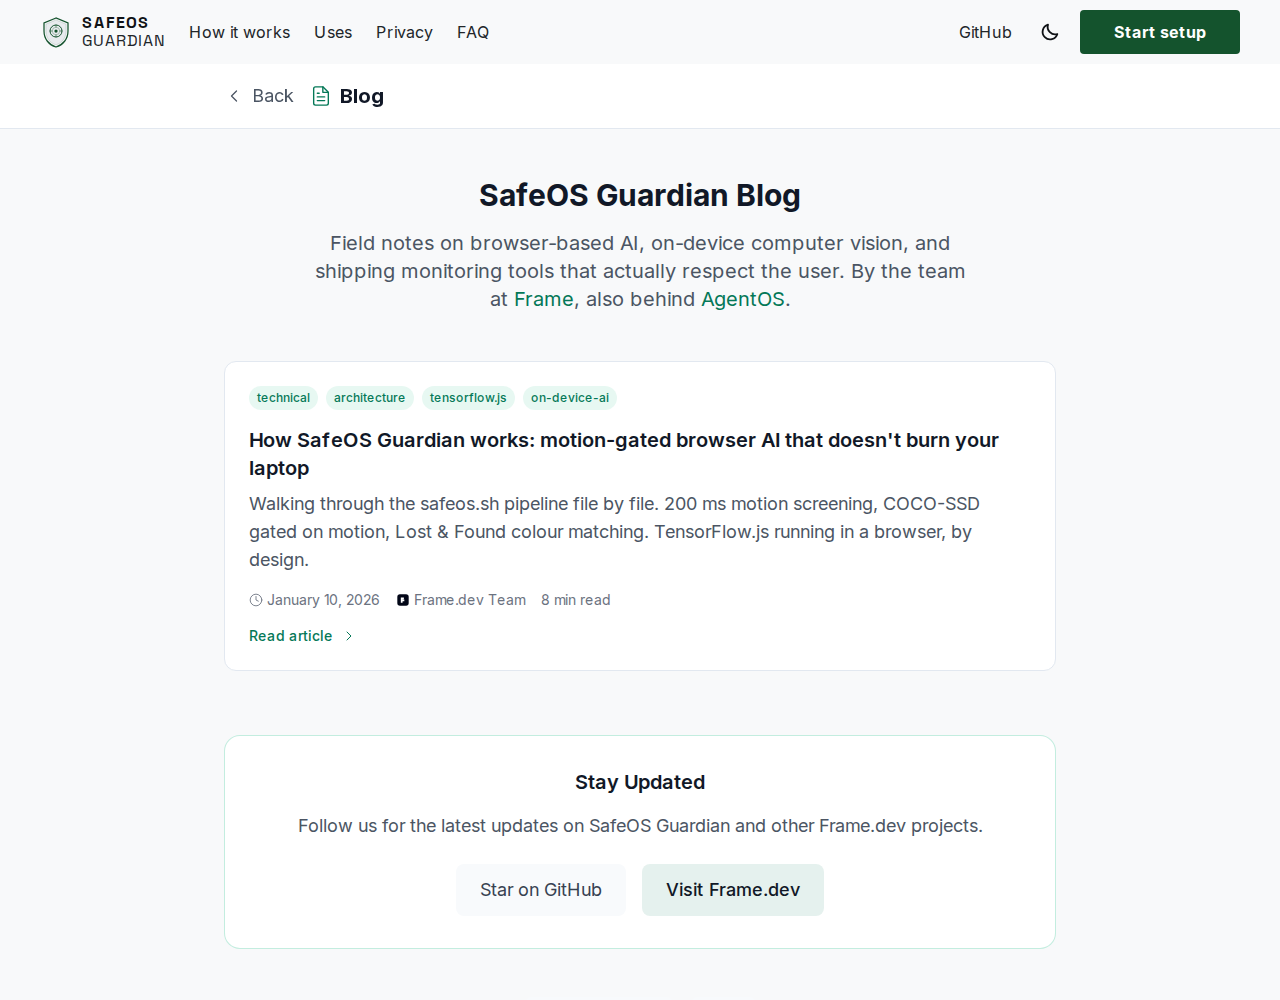 SAFEOS
GUARDIAN
How it works
Uses
Privacy
FAQ
GitHub
Start setup
Back
Blog
SafeOS Guardian Blog
Field notes on browser-based AI, on-device computer vision, and
shipping monitoring tools that actually respect the user. By the team
at Frame, also behind AgentOS.
technical
architecture
tensorflow.js
on-device-ai
How SafeOS Guardian works: motion-gated browser AI that doesn't burn your
laptop
Walking through the safeos.sh pipeline file by file. 200 ms motion screening, COCO-SSD
gated on motion, Lost & Found colour matching. TensorFlow.js running in a browser, by
design.
January 10, 2026
Frame.dev Team
8 min read
Read article
Stay Updated
Follow us for the latest updates on SafeOS Guardian and other Frame.dev projects.
Star on GitHub
Visit Frame.dev